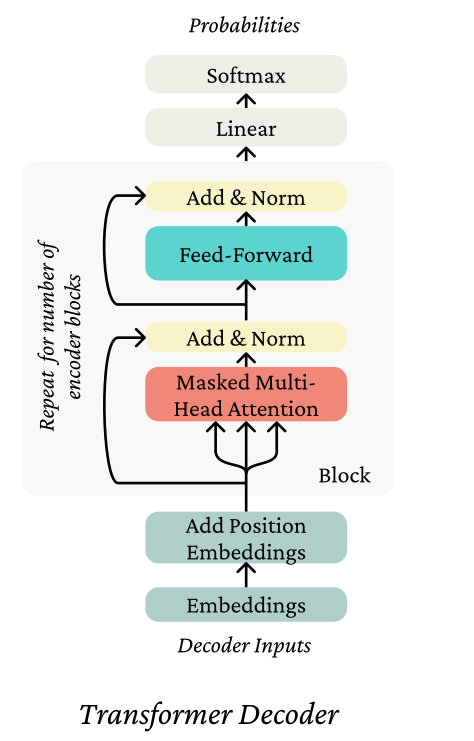 Probabilities
Softmax
Linear
Add & Norm
Feed-Forward
Repeat for number of
encoder blocks
Add & Norm
Masked Multi-
Head Attention
Block
Add Position
Embeddings
Embeddings
Decoder Inputs
Transformer Decoder